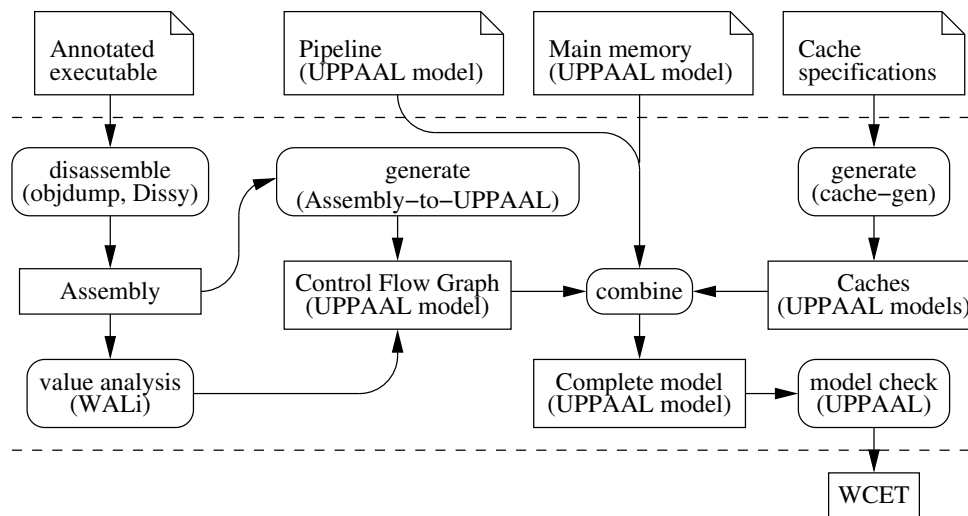 Annotated
executable
Pipeline
(UPPAAL model)
Main memory
(UPPAAL model)
Cache
specifications
disassemble
(objdump, Dissy)
generate
(Assembly−to−UPPAAL)
generate
(cache−gen)
Assembly
Control Flow Graph
(UPPAAL model)
combine
Caches
(UPPAAL models)
value analysis
(WALi)
Complete model
(UPPAAL model)
model check
(UPPAAL)
WCET